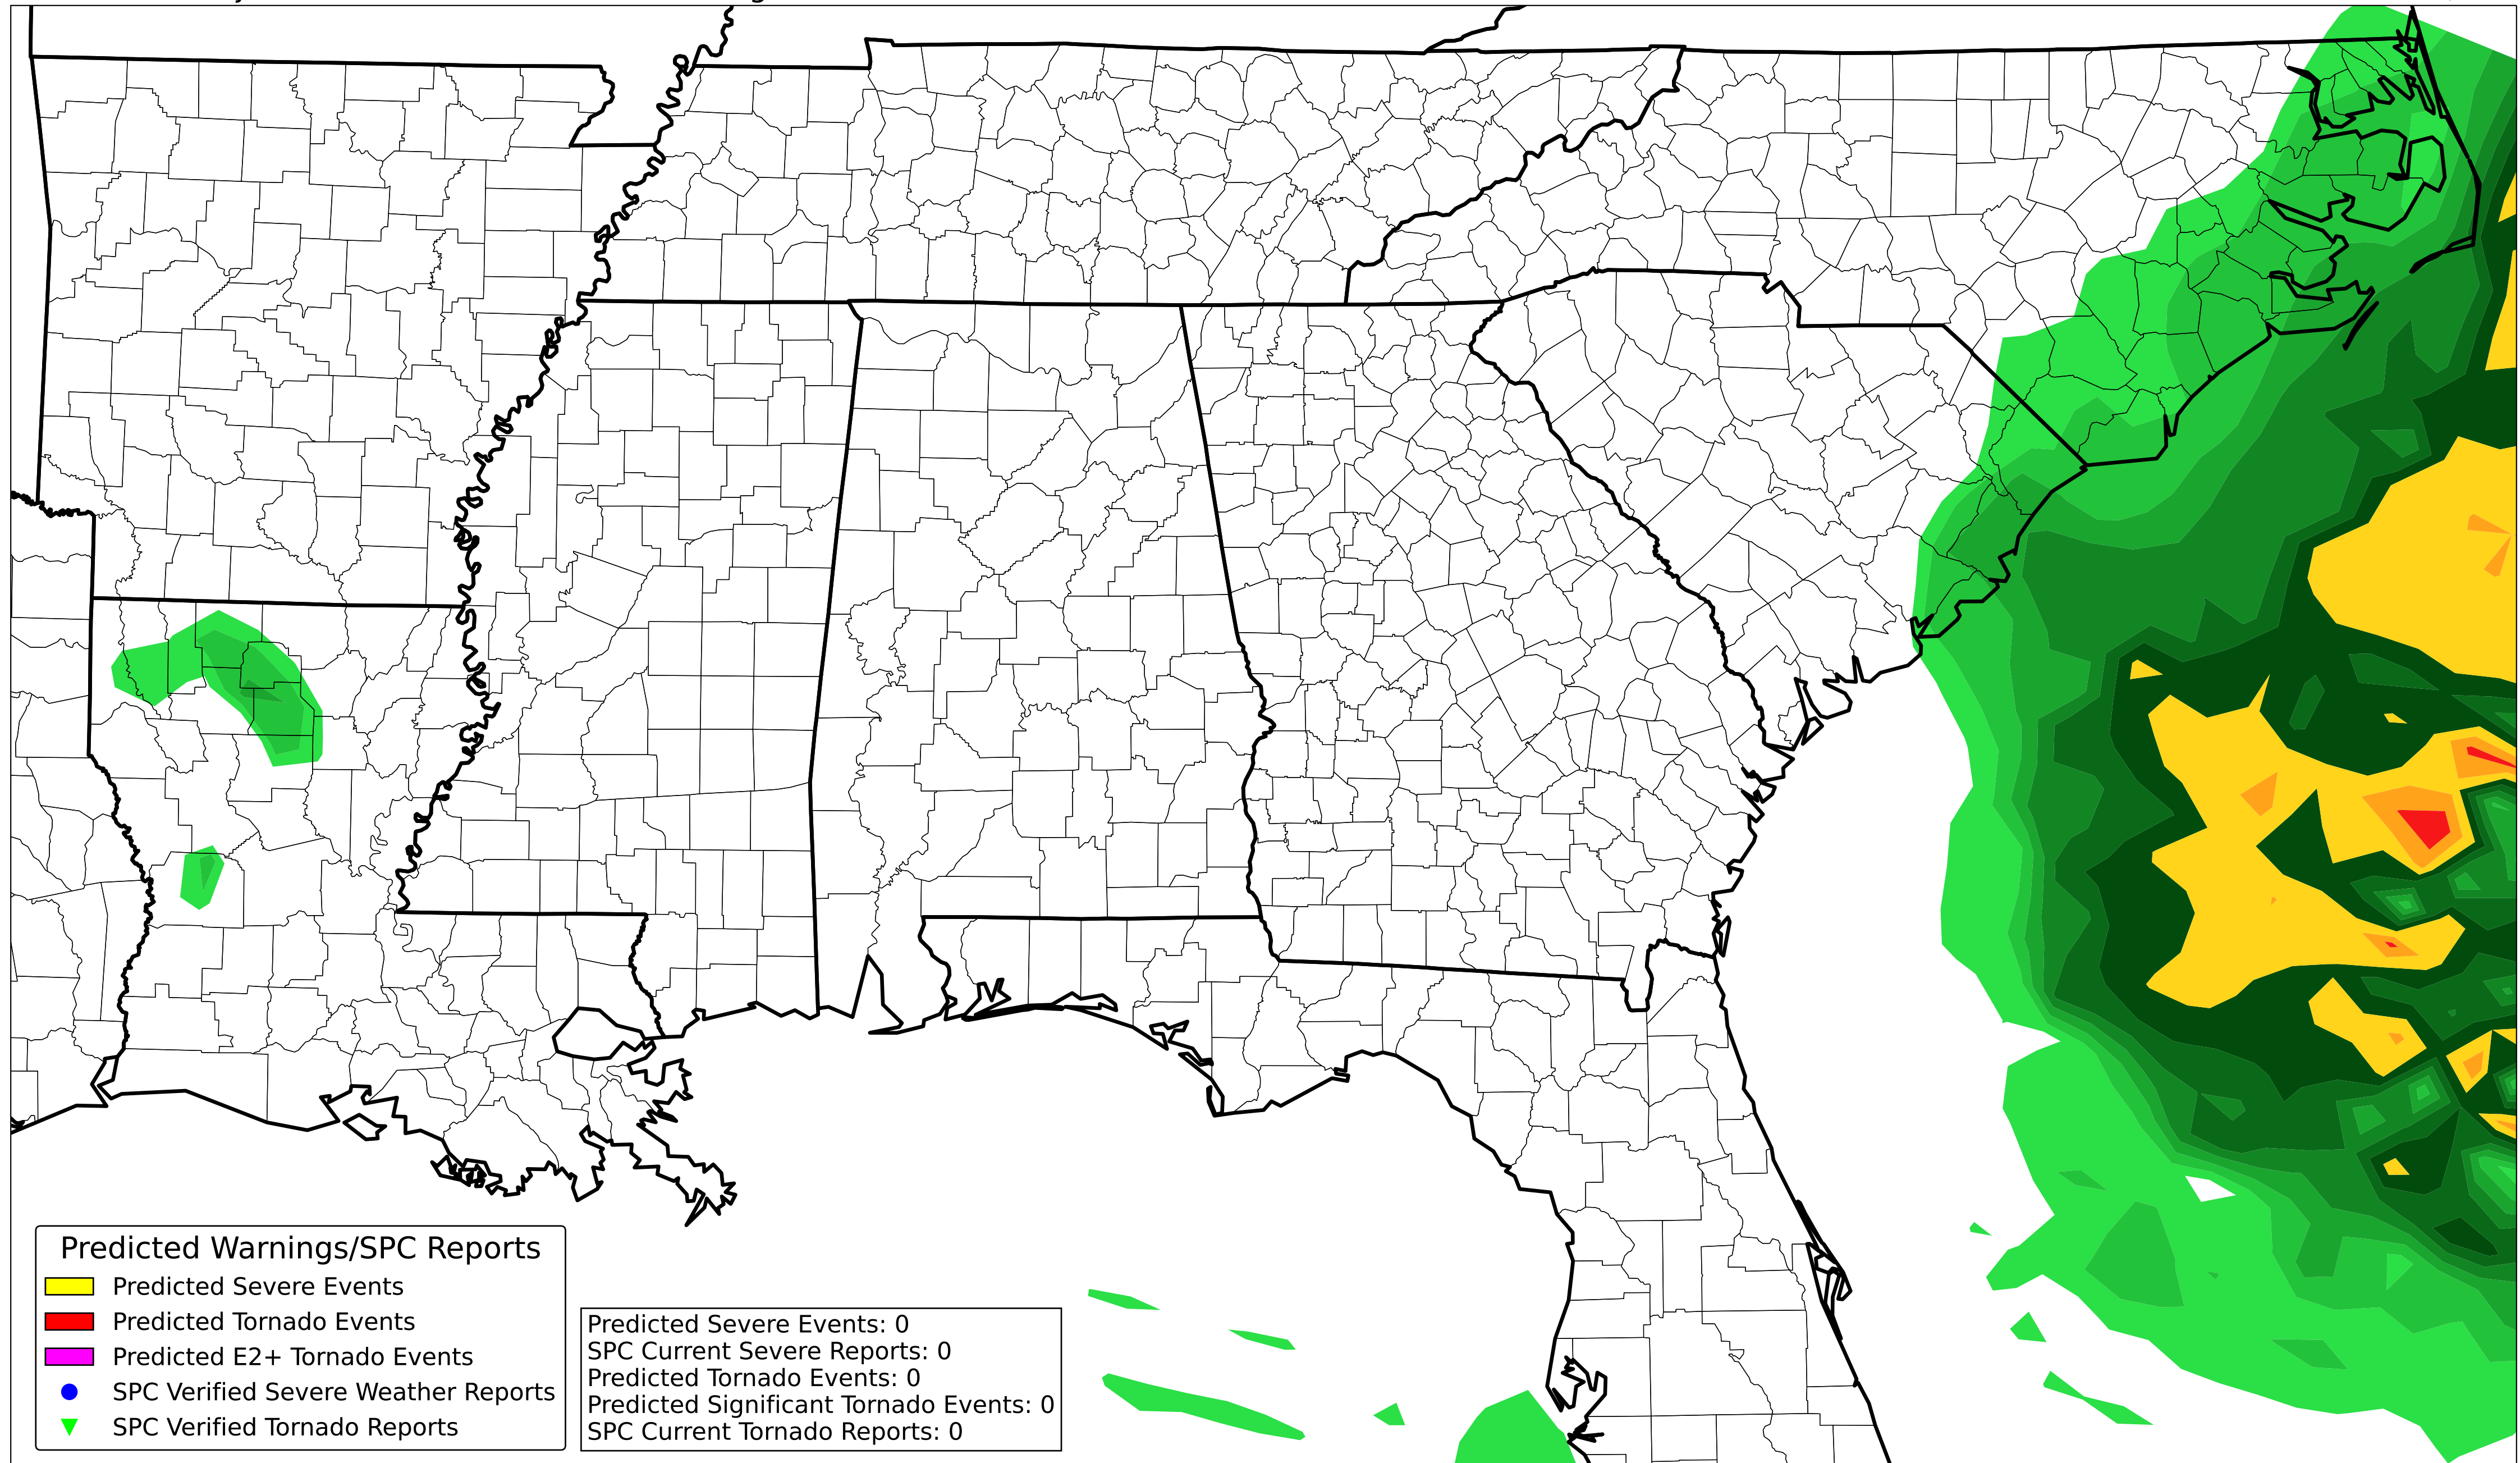 Predicted Warnings/SPC Reports
Predicted Severe Events
Predicted Tornado Events
Predicted E2+ Tornado Events
SPC Verified Severe Weather Reports
SPC Verified Tornado Reports
Predicted Severe Events: 0
SPC Current Severe Reports: 0
Predicted Tornado Events: 0
Predicted Significant Tornado Events: 0
SPC Current Tornado Reports: 0